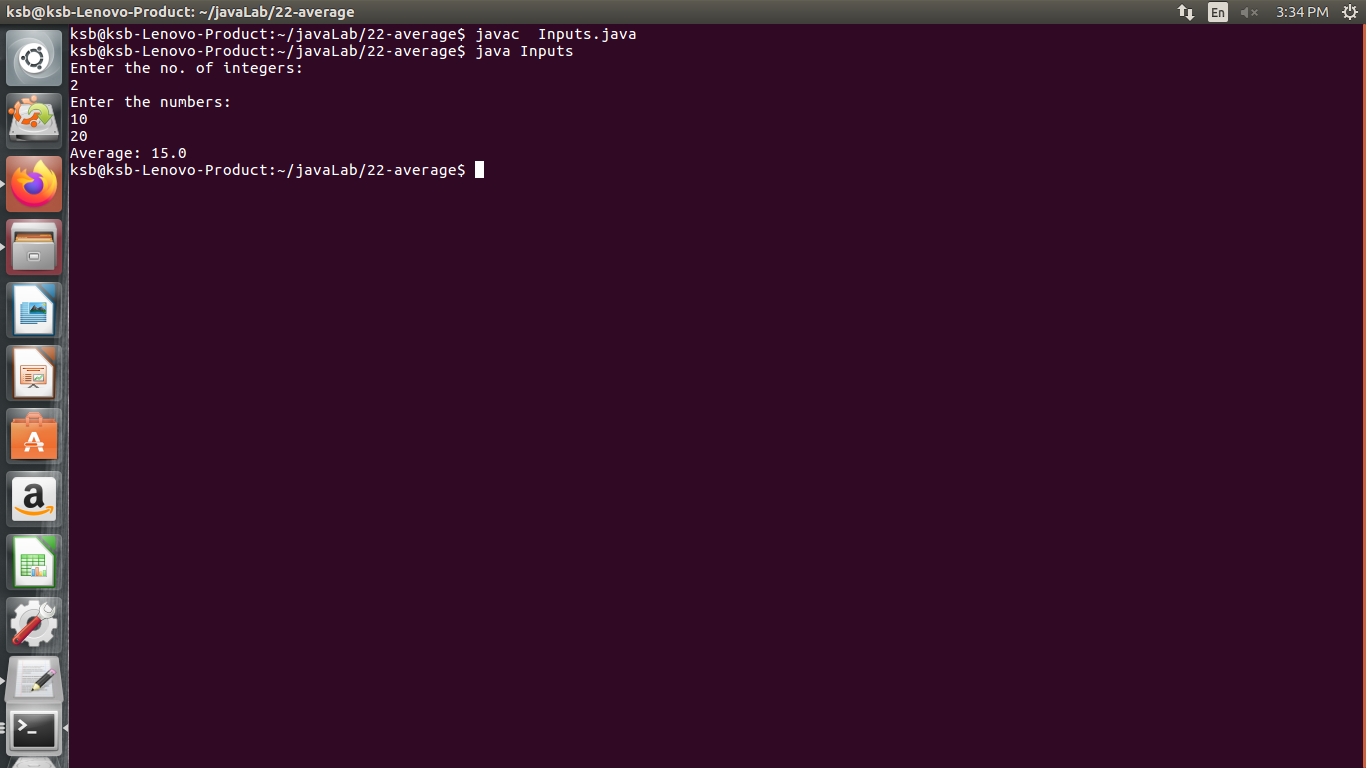 ksb@ksb-Lenovo-Product: ~/javaLab/22-average
En
3:34 PM
ksb@ksb-Lenovo-Product:~/javaLab/22-average$ javac  Inputs.java
ksb@ksb-Lenovo-Product:~/javaLab/22-average$ java Inputs
Enter the no. of integers:
2
Enter the numbers:
10
20
Average: 15.0
ksb@ksb-Lenovo-Product:~/javaLab/22-average$